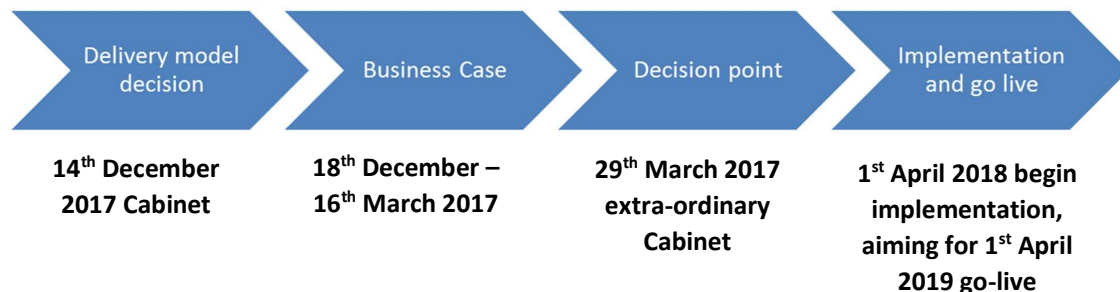 Delivery model
decision
Business Case
Decision point
Implementation
and go live
14th December
2017 Cabinet
18th December –
16th March 2017
29th March 2017
extra-ordinary
Cabinet
1st April 2018 begin
implementation,
aiming for 1st April
2019 go-live